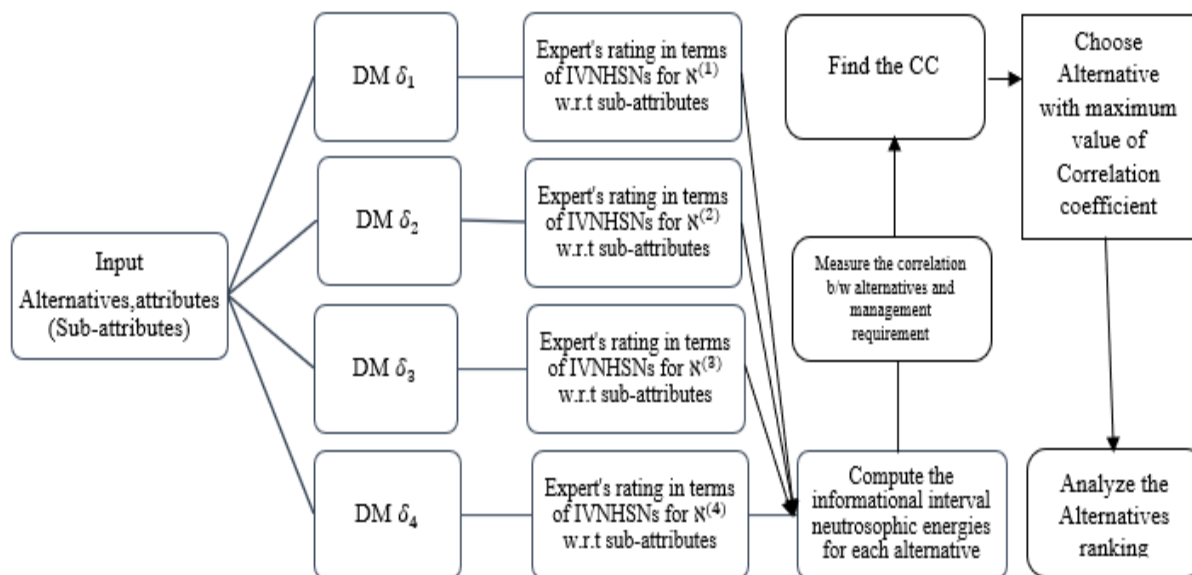 Input
Alternatives,attributes
(Sub-attributes)
DM δ₁
DM δ₂
DM δ₃
DM δ₄
Expert's rating in terms
of IVNHSNs for ℵ⁽¹⁾
w.r.t sub-attributes
Expert's rating in terms
of IVNHSNs for ℵ⁽²⁾
w.r.t sub-attributes
Expert's rating in terms
of IVNHSNs for ℵ⁽³⁾
w.r.t sub-attributes
Expert's rating in terms
of IVNHSNs for ℵ⁽⁴⁾
w.r.t sub-attributes
Compute the
informational interval
neutrosophic energies
for each alternative
Measure the correlation
b/w alternatives and
management
requirement
Find the CC
Choose
Alternative
with maximum
value of
Correlation
coefficient
Analyze the
Alternatives
ranking